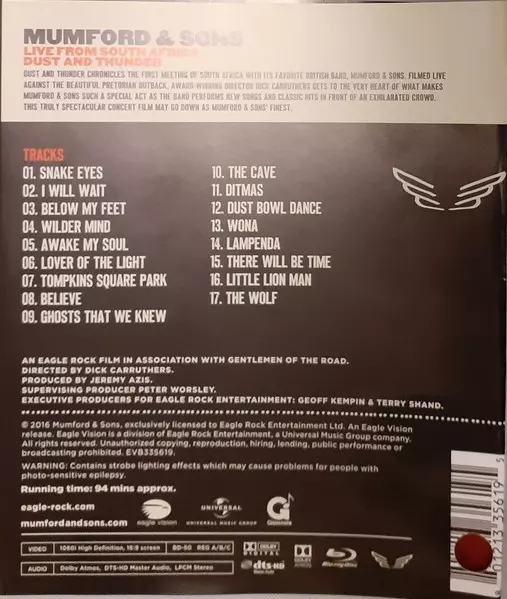 MUMFORD & SONS
LIVE FROM SOUTH AFRICA
DUST AND THUNDER
DUST AND THUNDER CHRONICLES THE FIRST MEETING OF SOUTH AFRICA WITH ITS FAVORITE BRITISH BAND, MUMFORD & SONS. FILMED LIVE
AGAINST THE BEAUTIFUL PRETORIAN OUTBACK, AWARD-WINNING DIRECTOR DICK CARRUTHERS GETS TO THE VERY HEART OF WHAT MAKES
MUMFORD & SONS SUCH A SPECIAL ACT AS THE BAND PERFORMS NEW SONGS AND CLASSIC HITS IN FRONT OF AN EXHILARATED CROWD.
THIS TRULY SPECTACULAR CONCERT FILM MAY GO DOWN AS MUMFORD & SONS' FINEST.
TRACKS
01. SNAKE EYES
02. I WILL WAIT
03. BELOW MY FEET
04. WILDER MIND
05. AWAKE MY SOUL
06. LOVER OF THE LIGHT
07. TOMPKINS SQUARE PARK
08. BELIEVE
09. GHOSTS THAT WE KNEW
10. THE CAVE
11. DITMAS
12. DUST BOWL DANCE
13. WONA
14. LAMPENDA
15. THERE WILL BE TIME
16. LITTLE LION MAN
17. THE WOLF
AN EAGLE ROCK FILM IN ASSOCIATION WITH GENTLEMEN OF THE ROAD.
DIRECTED BY DICK CARRUTHERS.
PRODUCED BY JEREMY AZIS.
SUPERVISING PRODUCER PETER WORSLEY.
EXECUTIVE PRODUCERS FOR EAGLE ROCK ENTERTAINMENT: GEOFF KEMPIN & TERRY SHAND.
© 2016 Mumford & Sons, exclusively licensed to Eagle Rock Entertainment Ltd. An Eagle Vision
release. Eagle Vision is a division of Eagle Rock Entertainment, a Universal Music Group company.
All rights reserved. Unauthorized copying, reproduction, hiring, lending, public performance or
broadcasting prohibited. EVB335619.
WARNING: Contains strobe lighting effects which may cause problems for people with
photo-sensitive epilepsy.
Running time: 94 mins approx.
eagle-rock.com
mumfordandsons.com
eagle vision
UNIVERSAL
UNIVERSAL MUSIC GROUP
G
VIDEO 1080i High Definition, 16:9 screen BD-50 REG A/B/C
AUDIO Dolby Atmos, DTS-HD Master Audio, LPCM Stereo
DOLBY
DIGITAL
DOLBY
ATMOS
dts-HD
Blu-ray Disc
01213 35619 5